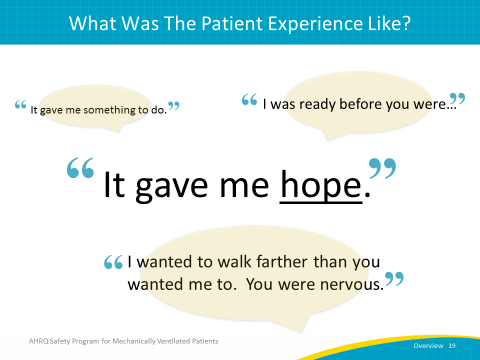 What Was The Patient Experience Like?
“ It gave me something to do.”
“ I was ready before you were…”
“ It gave me hope.”
“ I wanted to walk farther than you
wanted me to.  You were nervous.”
AHRQ Safety Program for Mechanically Ventilated Patients
Overview 19